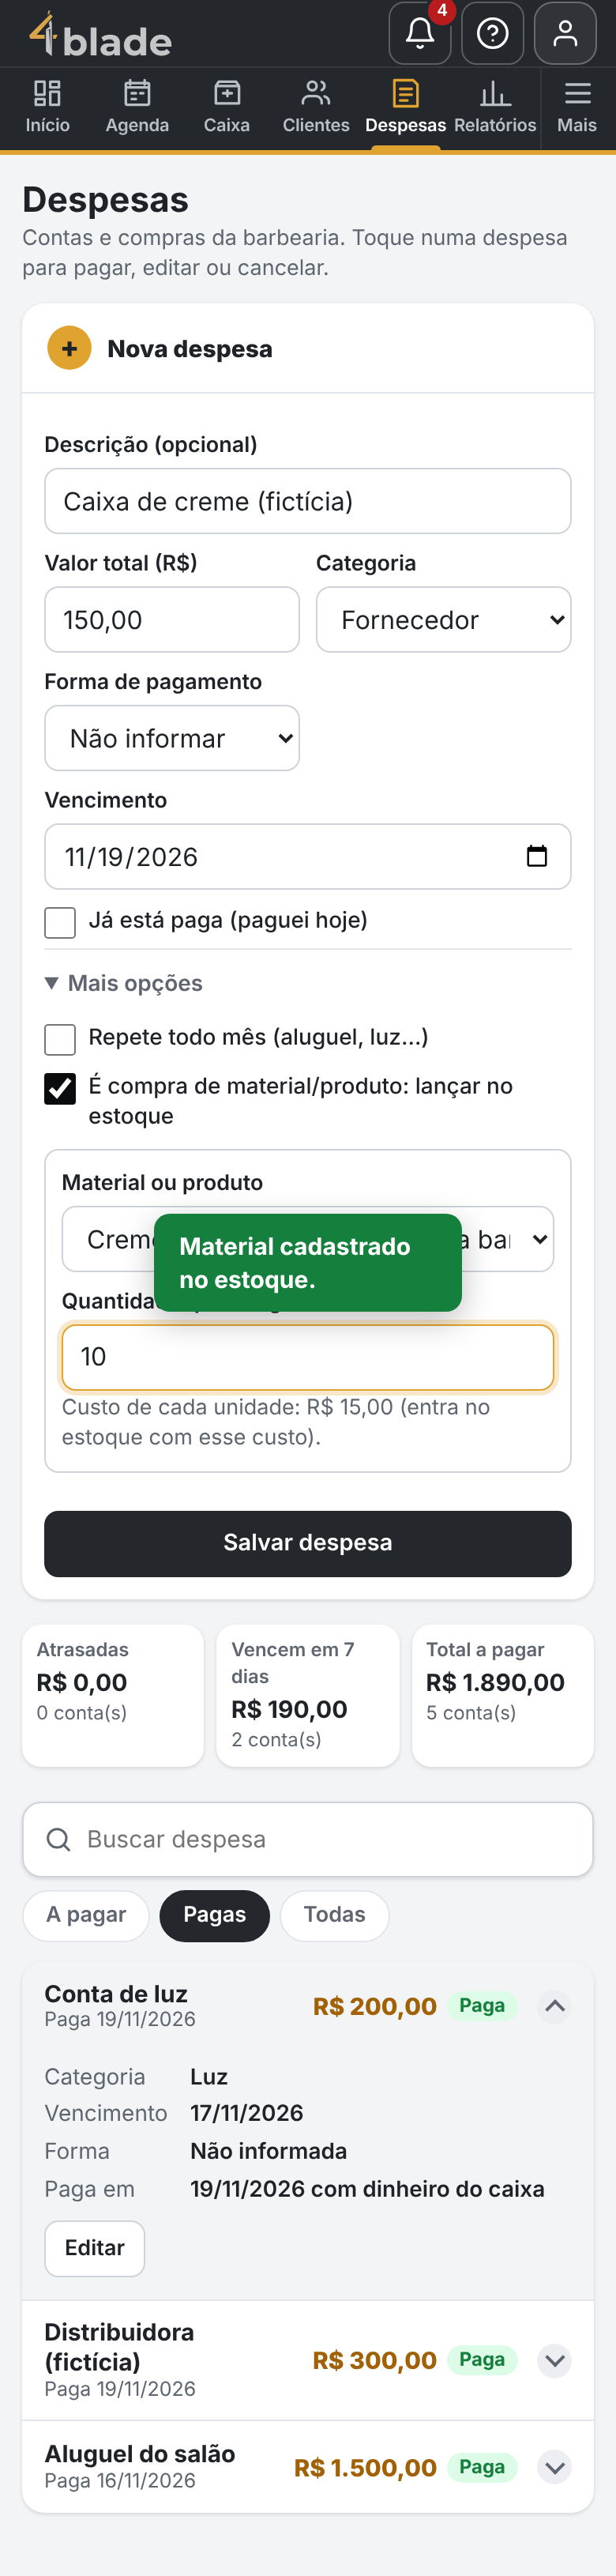 4blade
4
Início
Agenda
Caixa
Clientes
Despesas
Relatórios
Mais
Despesas
Contas e compras da barbearia. Toque numa despesa
para pagar, editar ou cancelar.
+ Nova despesa
Descrição (opcional)
Caixa de creme (fictícia)
Valor total (R$)
Categoria
150,00
Fornecedor
Forma de pagamento
Não informar
Vencimento
11/19/2026
Já está paga (paguei hoje)
Mais opções
Repete todo mês (aluguel, luz...)
É compra de material/produto: lançar no
estoque
Material ou produto
Material cadastrado
no estoque.
10
Custo de cada unidade: R$ 15,00 (entra no
estoque com esse custo).
Salvar despesa
Atrasadas
R$ 0,00
0 conta(s)
Vencem em 7
dias
R$ 190,00
2 conta(s)
Total a pagar
R$ 1.890,00
5 conta(s)
Buscar despesa
A pagar
Pagas
Todas
Conta de luz
Paga 19/11/2026
R$ 200,00
Paga
Categoria Luz
Vencimento 17/11/2026
Forma Não informada
Paga em 19/11/2026 com dinheiro do caixa
Editar
Distribuidora
(fictícia)
Paga 19/11/2026
R$ 300,00
Paga
Aluguel do salão
Paga 16/11/2026
R$ 1.500,00
Paga